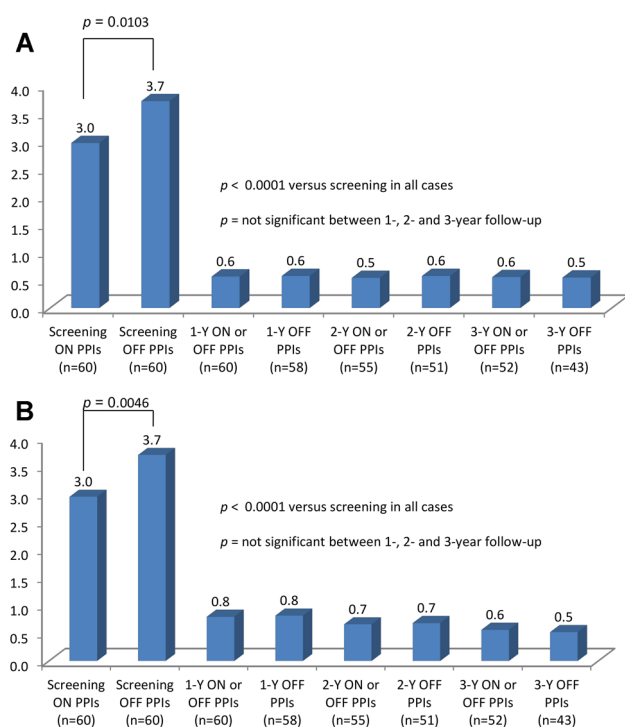 p = 0.0103
A
4.0
3.5
3.0
2.5
2.0
1.5
1.0
0.5
0.0
3.0
3.7
0.6
0.6
0.5
0.6
0.6
0.5
p < 0.0001 versus screening in all cases
p = not significant between 1-, 2- and 3-year follow-up
Screening ON PPIs (n=60)
Screening OFF PPIs (n=60)
1-Y ON or OFF PPIs (n=60)
1-Y OFF PPIs (n=58)
2-Y ON or OFF PPIs (n=55)
2-Y OFF PPIs (n=51)
3-Y ON or OFF PPIs (n=52)
3-Y OFF PPIs (n=43)
B
p = 0.0046
4.0
3.5
3.0
2.5
2.0
1.5
1.0
0.5
0.0
3.0
3.7
0.8
0.8
0.7
0.7
0.6
0.5
p < 0.0001 versus screening in all cases
p = not significant between 1-, 2- and 3-year follow-up
Screening ON PPIs (n=60)
Screening OFF PPIs (n=60)
1-Y ON or OFF PPIs (n=60)
1-Y OFF PPIs (n=58)
2-Y ON or OFF PPIs (n=55)
2-Y OFF PPIs (n=51)
3-Y ON or OFF PPIs (n=52)
3-Y OFF PPIs (n=43)